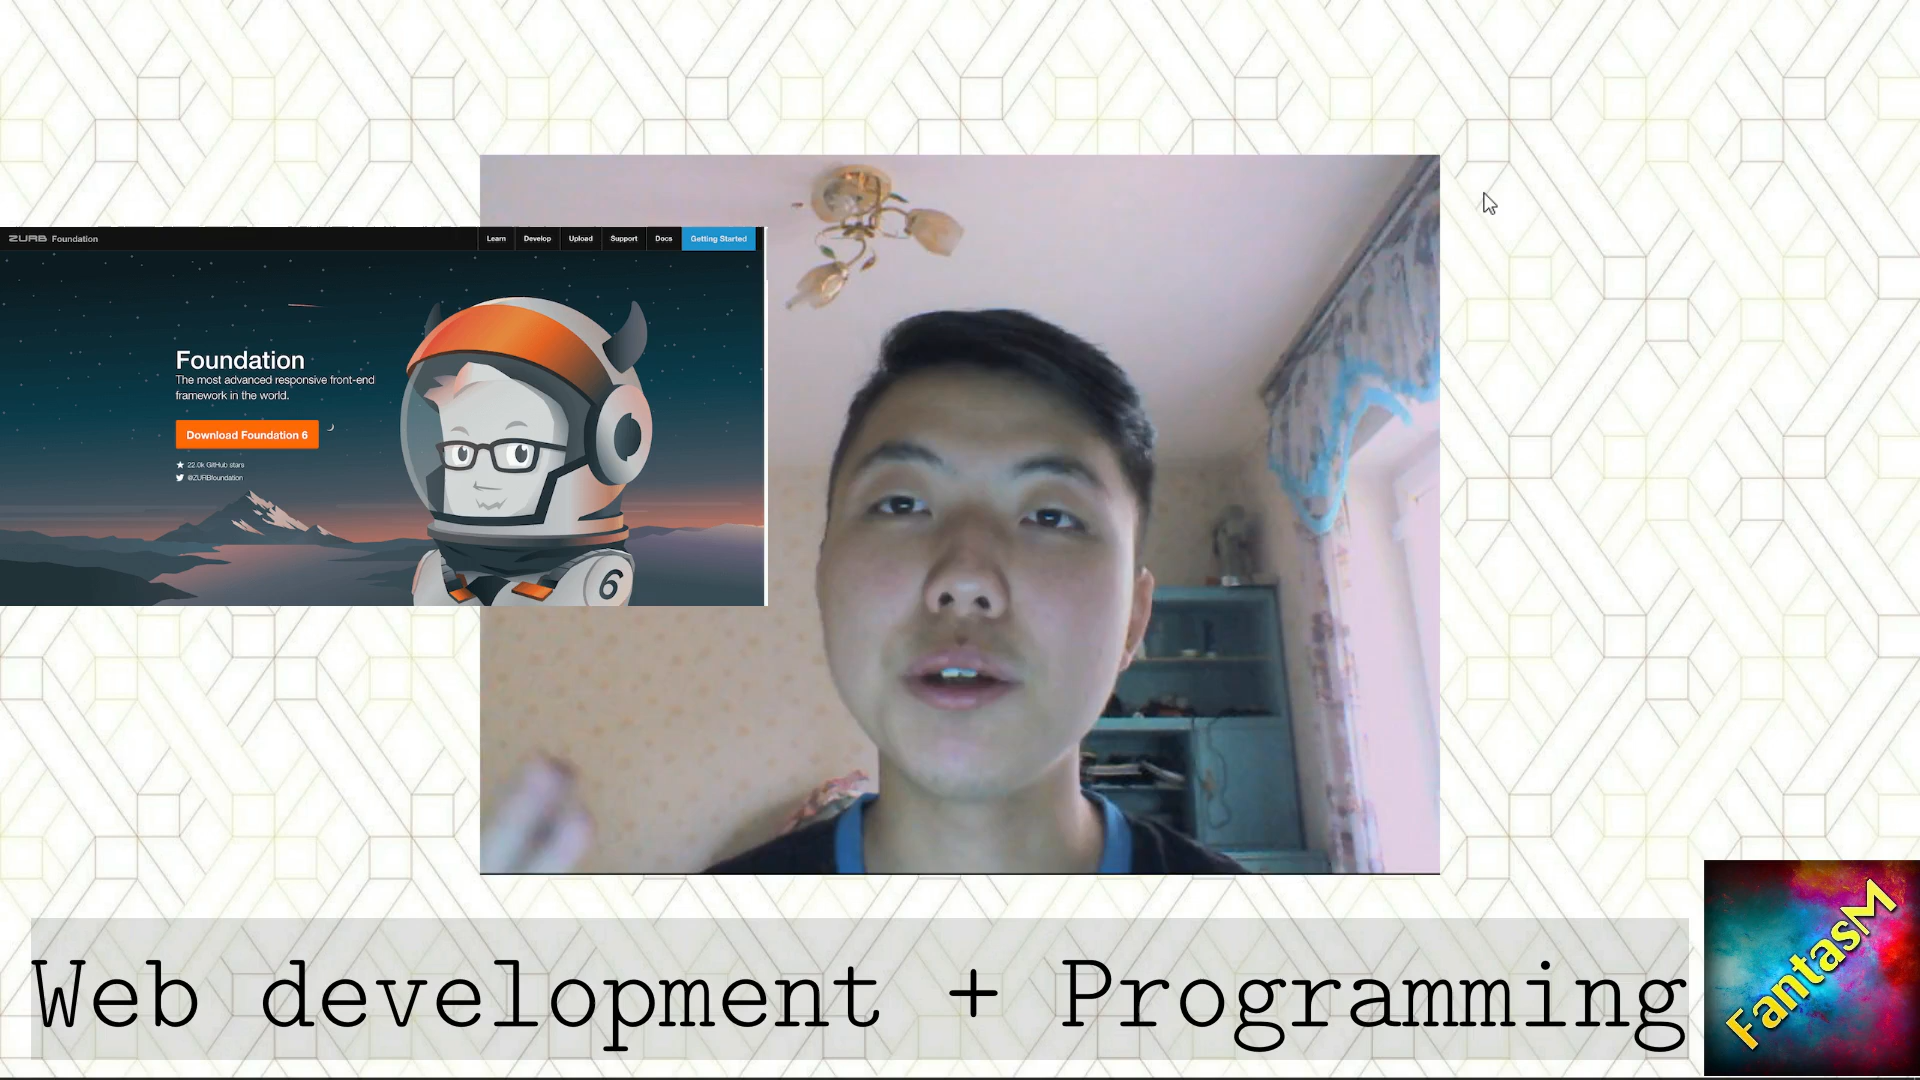 ZURB Foundation
Learn Develop Upload Support Docs Getting Started
Foundation
The most advanced responsive front-end
framework in the world.
Download Foundation 6
22.0k GitHub stars
@ZURBfoundation
6
Web development + Programming
FantasM